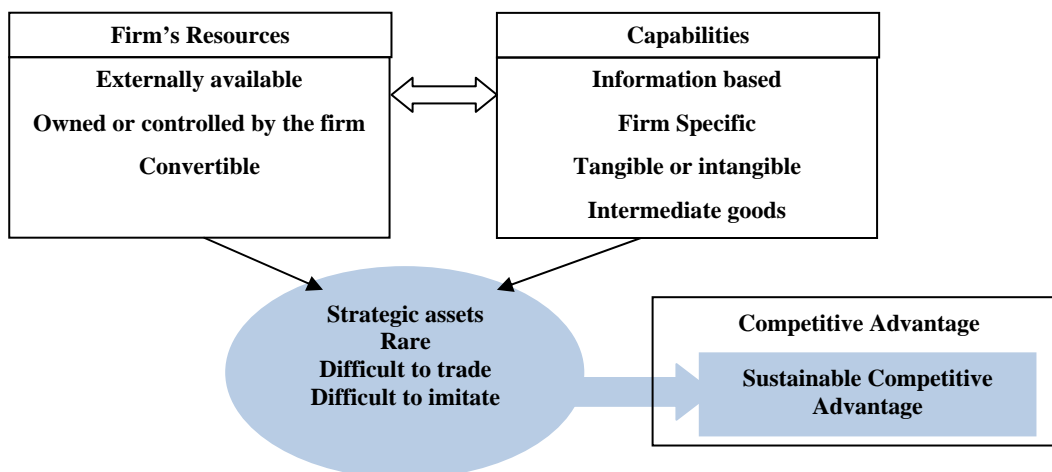 Firm’s Resources
Externally available
Owned or controlled by the firm
Convertible
Capabilities
Information based
Firm Specific
Tangible or intangible
Intermediate goods
Strategic assets
Rare
Difficult to trade
Difficult to imitate
Competitive Advantage
Sustainable Competitive
Advantage